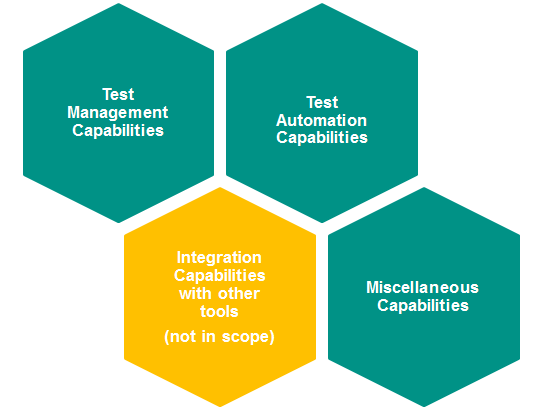 Test
Management
Capabilities
Test
Automation
Capabilities
Integration
Capabilities
with other
tools
(not in scope)
Miscellaneous
Capabilities